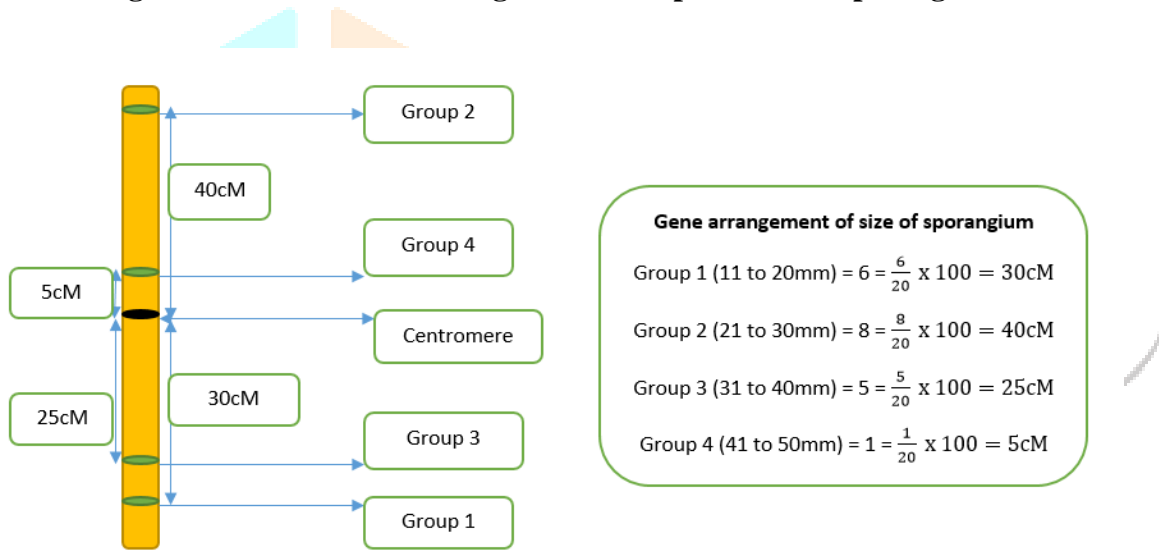 Group 2
40cM
Group 4
5cM
Centromere
30cM
25cM
Group 3
Group 1
Gene arrangement of size of sporangium
Group 1 (11 to 20mm) = 6 = 6/20 x 100 = 30cM
Group 2 (21 to 30mm) = 8 = 8/20 x 100 = 40cM
Group 3 (31 to 40mm) = 5 = 5/20 x 100 = 25cM
Group 4 (41 to 50mm) = 1 = 1/20 x 100 = 5cM